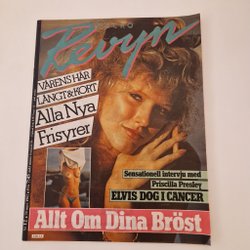 Revyn
VÅRENS HÅR
LÅNGT & KORT
Alla Nya
Frisyrer
Sensationell intervju med
Priscilla Presley
ELVIS DOG I CANCER
Allt Om Dina Bröst